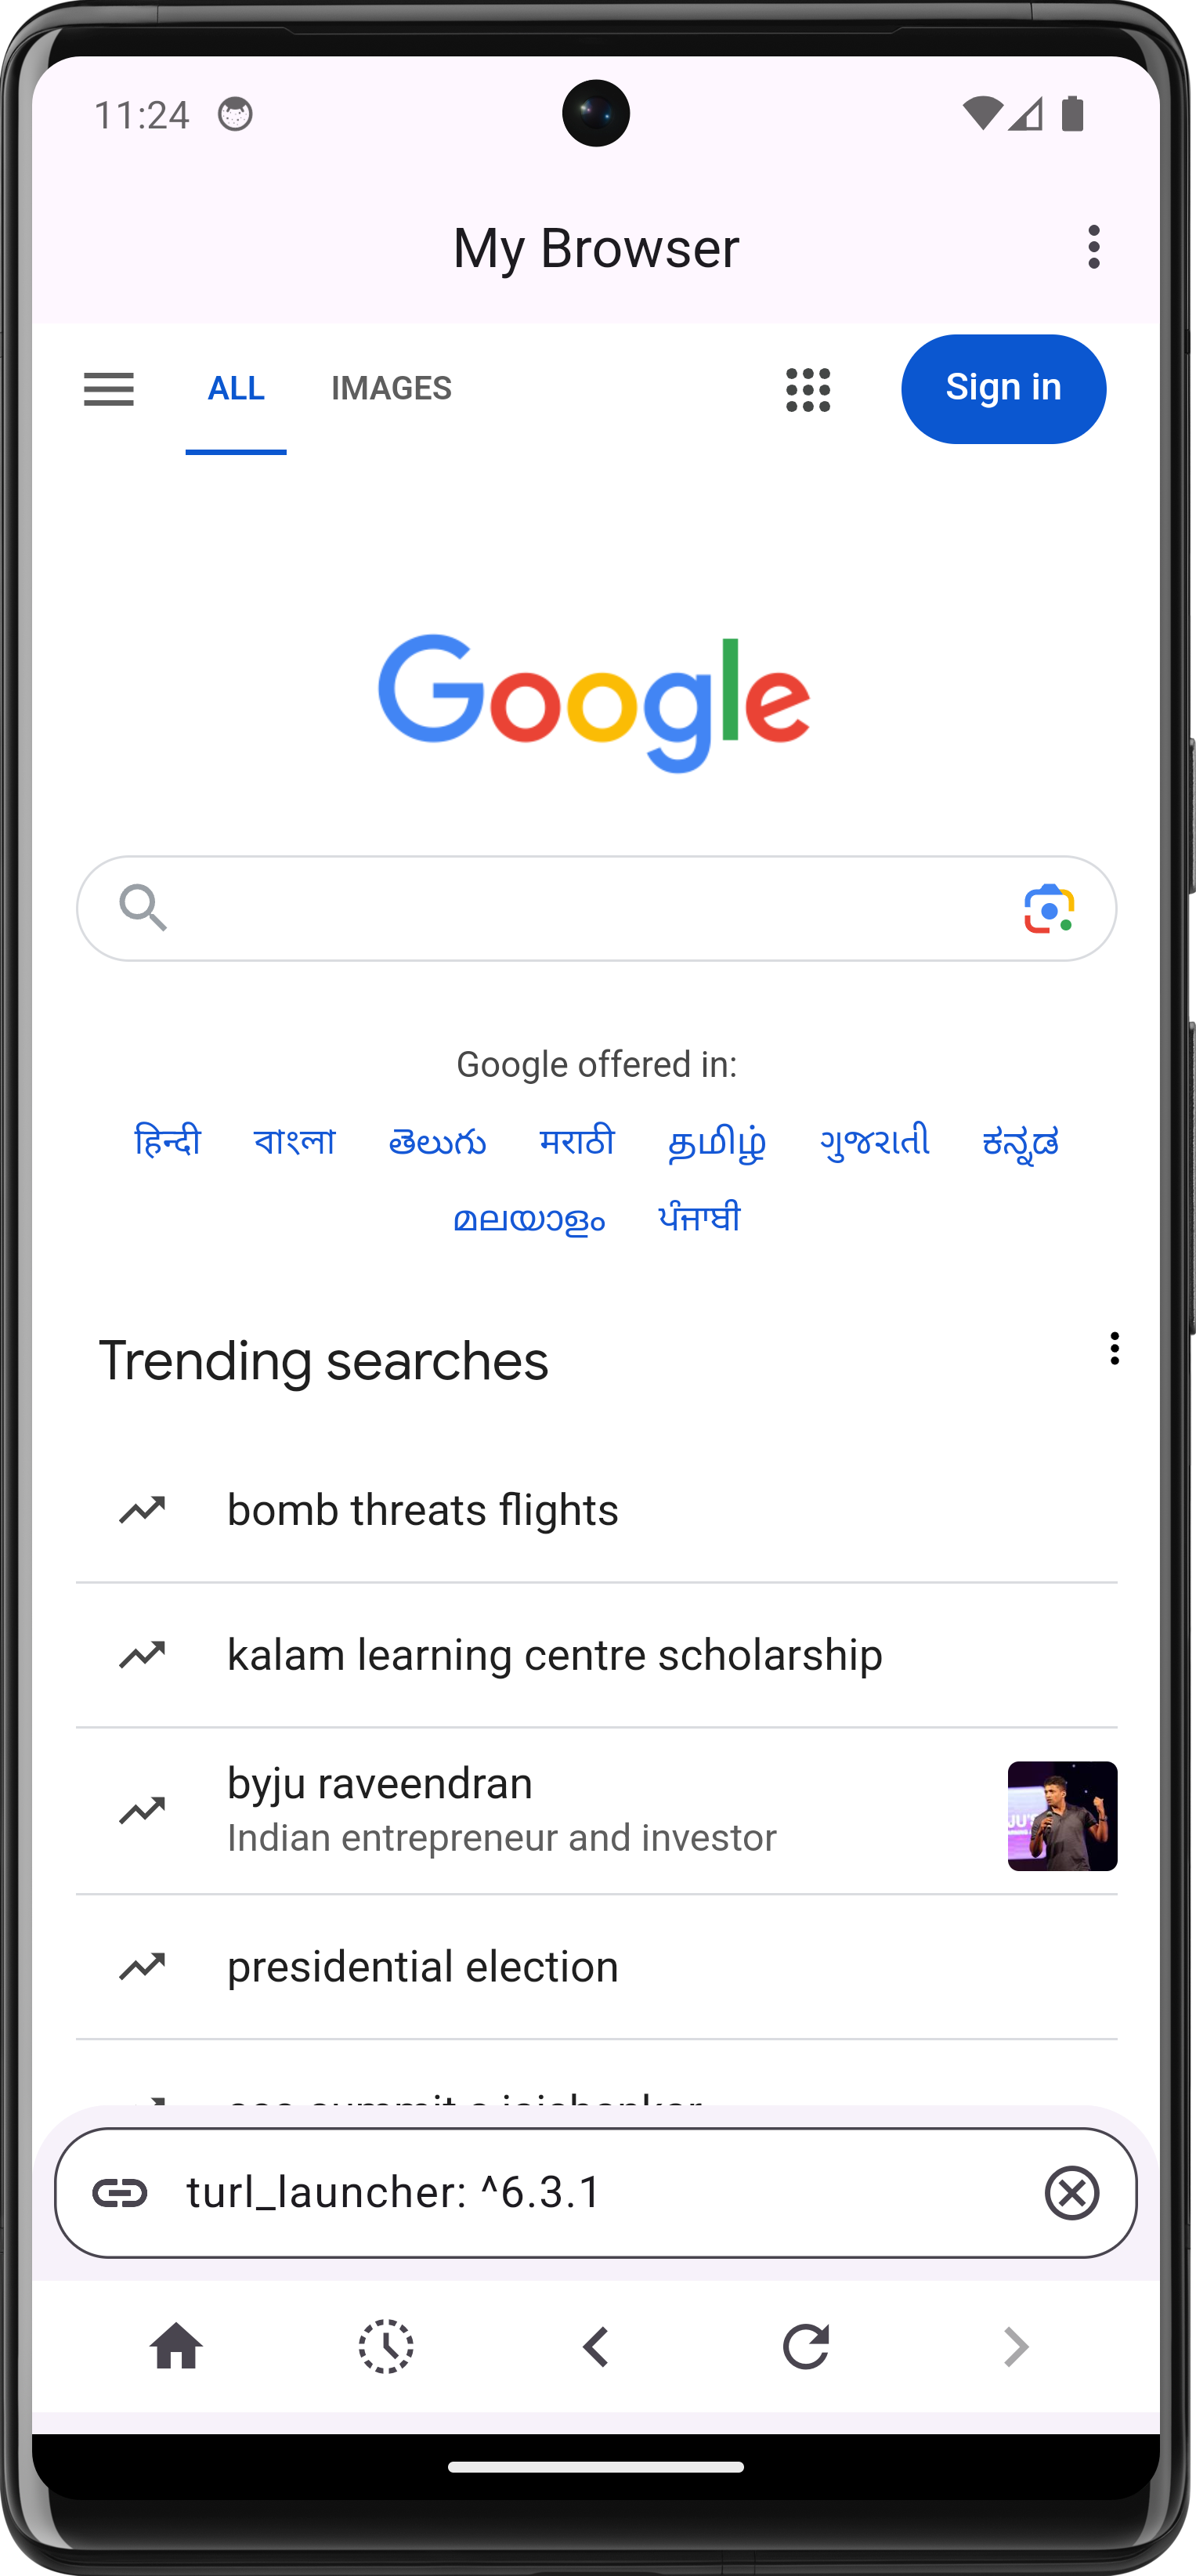 11:24
My Browser
ALL IMAGES Sign in
Google
Google offered in:
हिन्दी বাংলা తెలుగు मराठी தமிழ் ગુજરાતી ಕನ್ನಡ
മലയാളം ਪੰਜਾਬੀ
Trending searches
bomb threats flights
kalam learning centre scholarship
byju raveendran
Indian entrepreneur and investor
presidential election
turl_launcher: ^6.3.1